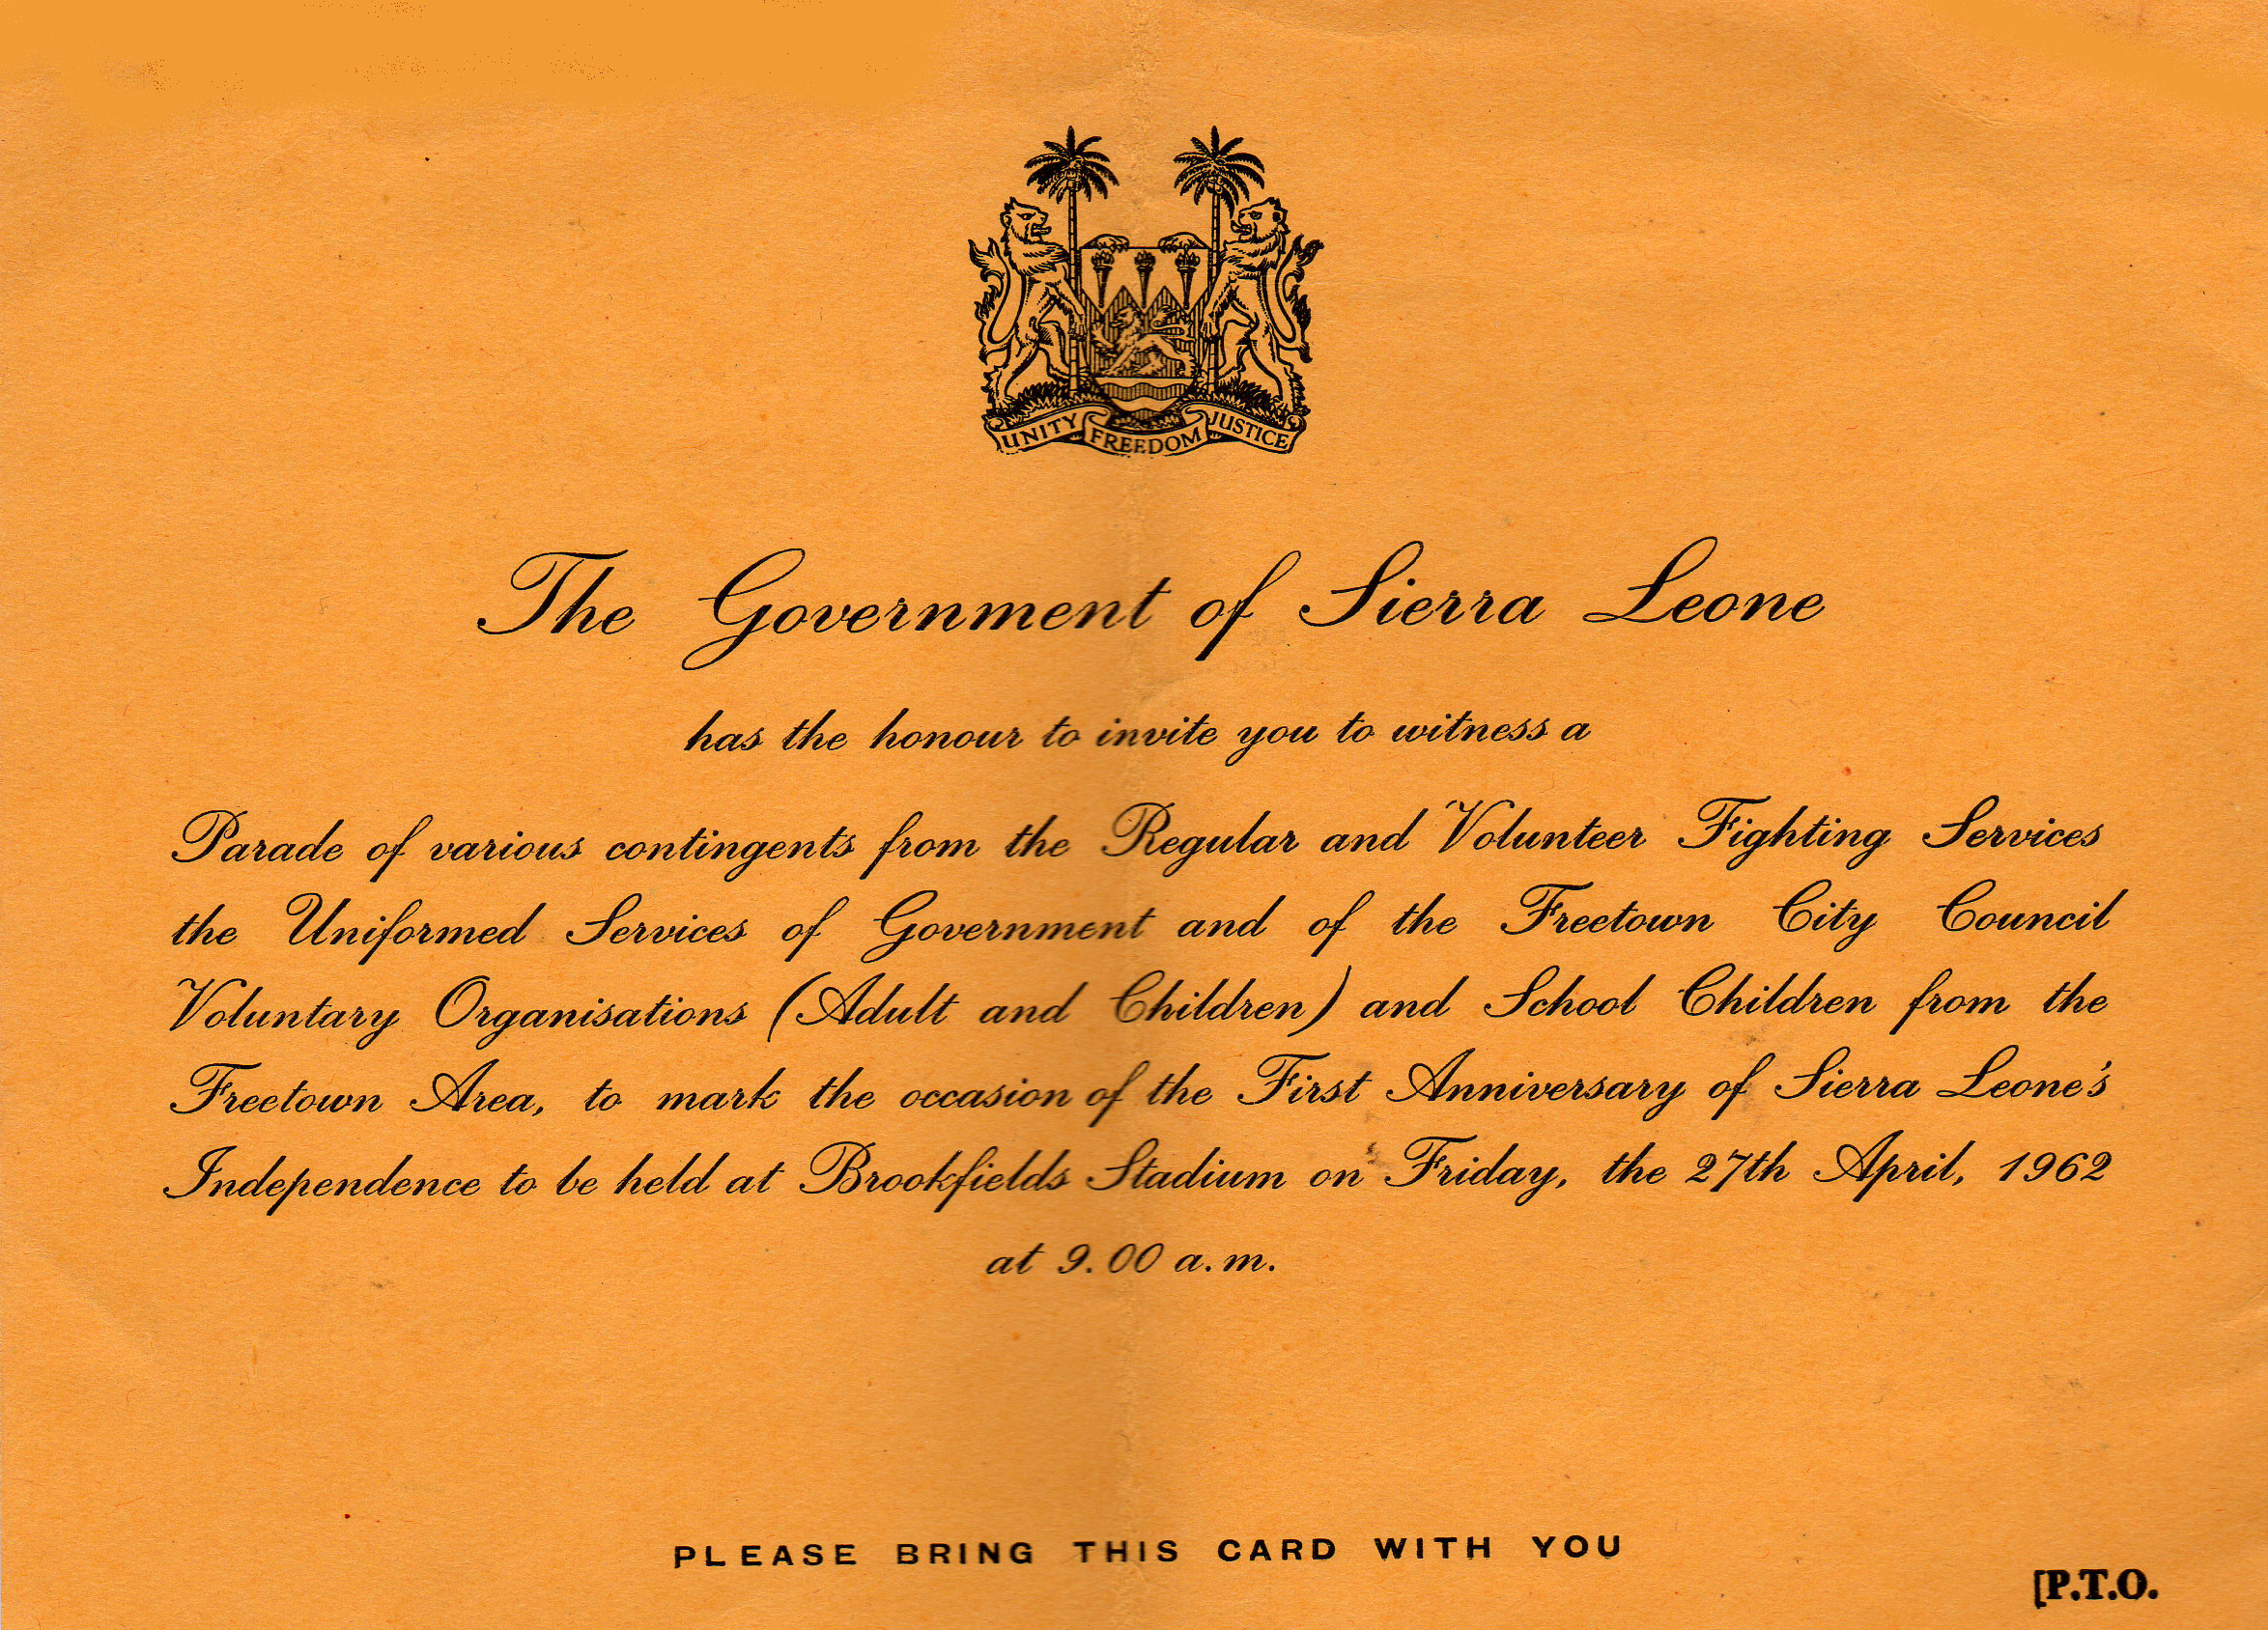 UNITY FREEDOM JUSTICE
The Government of Sierra Leone
has the honour to invite you to witness a
Parade of various contingents from the Regular and Volunteer Fighting Services
the Uniformed Services of Government and of the Freetown City Council
Voluntary Organisations (Adult and Children) and School Children from the
Freetown Area, to mark the occasion of the First Anniversary of Sierra Leone's
Independence to be held at Brookfields Stadium on Friday, the 27th April, 1962
at 9.00 a.m.
PLEASE BRING THIS CARD WITH YOU
[P.T.O.